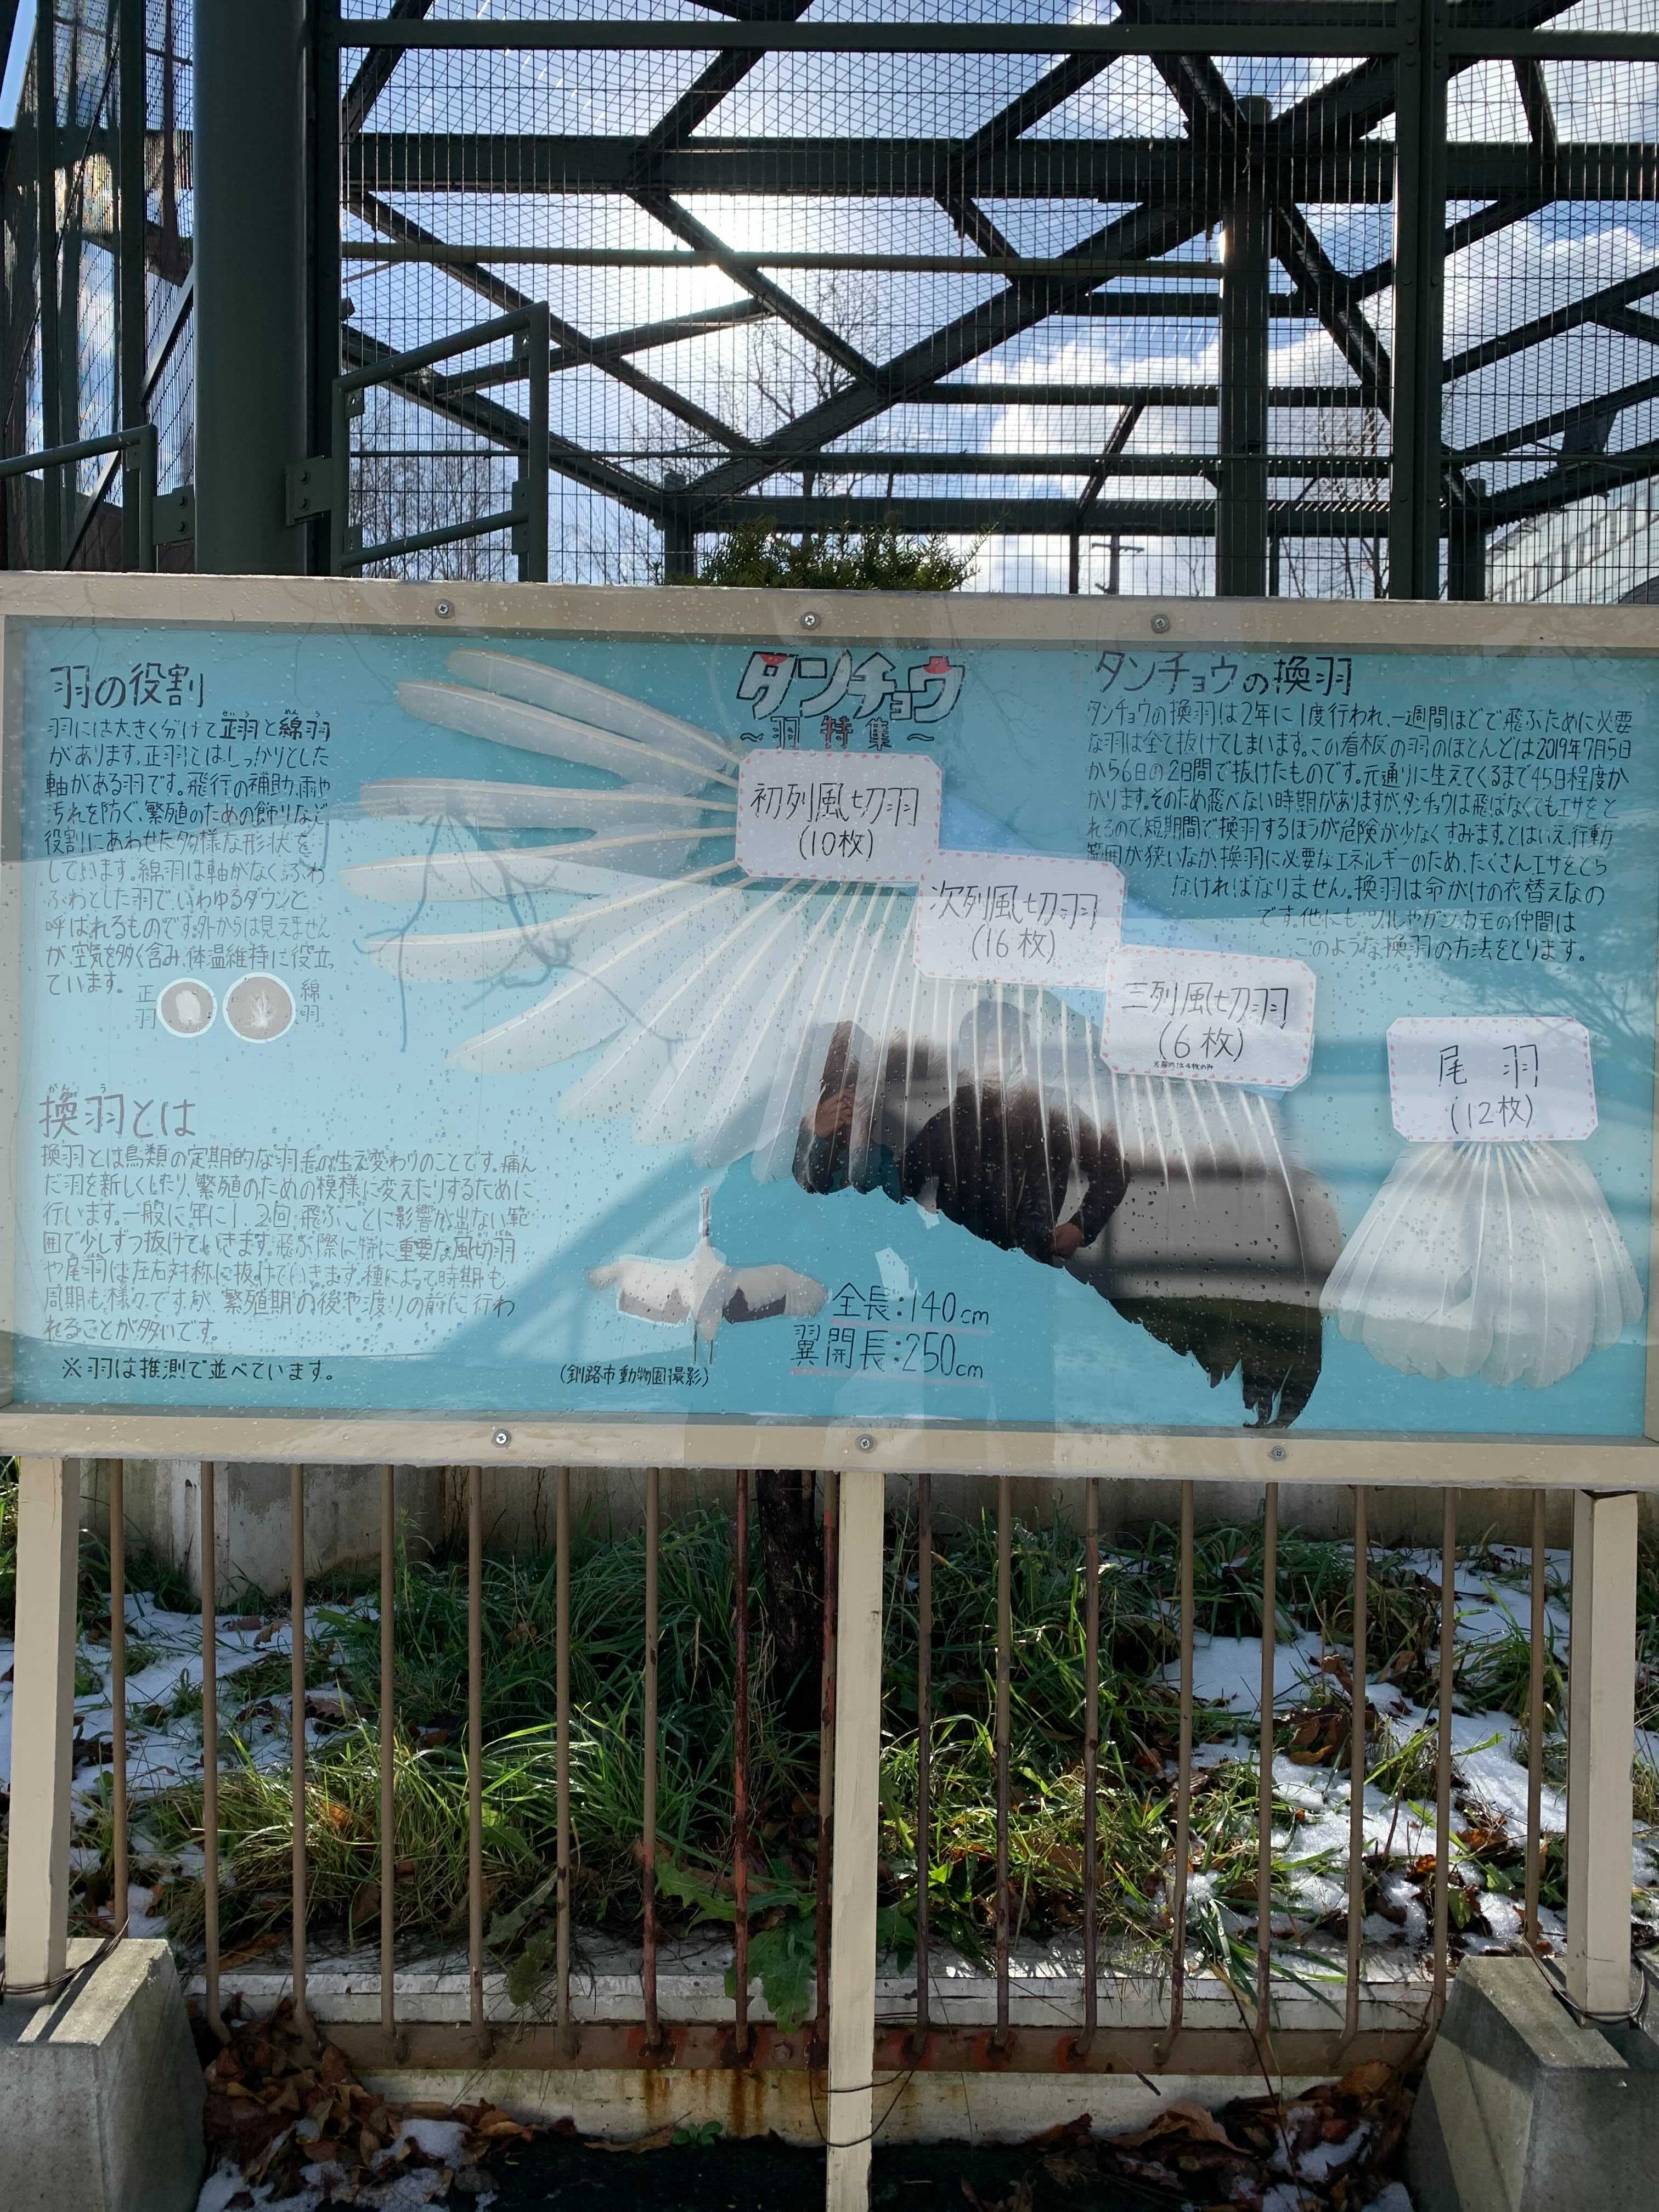 羽の役割
羽には大きく分けて正羽と綿羽
があります。正羽とはしっかりとした
軸がある羽です。飛行の補助、雨や
汚れを防ぐ、繁殖のための飾りなど
役割にあわせた多様な形状を
しています。綿羽は軸がなくふわ
ふわとした羽で、いわゆるダウンと
呼ばれるものです。外からは見えません
が空気を多く含み、体温維持に役立っ
ています。
正羽
綿羽
換羽とは
かん う
換羽とは鳥類の定期的な羽毛の生え変わりのことです。痛ん
だ羽を新しくしたり、繁殖のための模様に変えたりするために
行います。一般に年に1、2回、飛ぶことに影響が出ない範
囲で少しずつ抜けていきます。飛ぶ際に特に重要な風切羽
や尾羽は左右対称に抜けていきます。種によって時期も
周期も様々ですが、繁殖期の後や渡りの前に行わ
れることが多いです。
※羽は推測で並べています。
タンチョウ
～羽特集～
初列風切羽
(10枚)
次列風切羽
(16枚)
三列風切羽
(6枚)
尾羽
(12枚)
(釧路市動物園撮影)
全長:140cm
翼開長:250cm
タンチョウの換羽
タンチョウの換羽は2年に1度行われ、一週間ほどで飛ぶために必要
な羽は全て抜けてしまいます。この看板の羽のほとんどは2019年7月5日
から6日の2日間で抜けたものです。元通りに生えてくるまで45日程度か
かります。そのため飛べない時期がありますが、タンチョウは飛ばなくてもエサをと
れるので、短期間で換羽するほうが危険が少なくすみます。とはいえ、行動
範囲が狭いなか、換羽に必要なエネルギーのため、たくさんエサをとら
なければなりません。換羽は命がけの衣替えなの
です。他にも、ツルやガン・カモの仲間は
このような換羽の方法をとります。